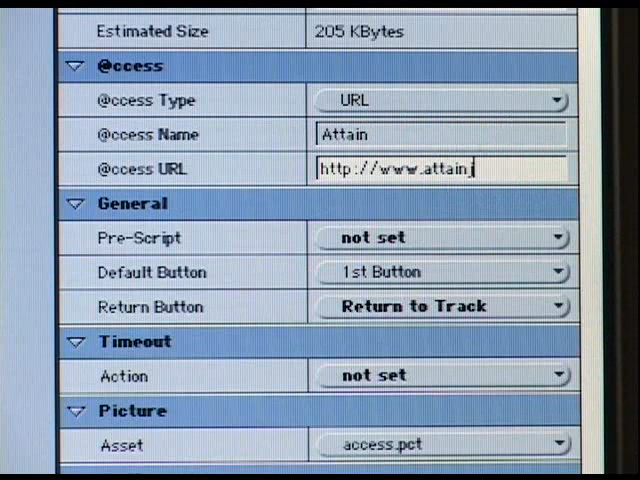 Estimated Size 205 KBytes
@ccess
@ccess Type URL
@ccess Name Attain
@ccess URL http://www.attainj
General
Pre-Script not set
Default Button 1st Button
Return Button Return to Track
Timeout
Action not set
Picture
Asset access.pct